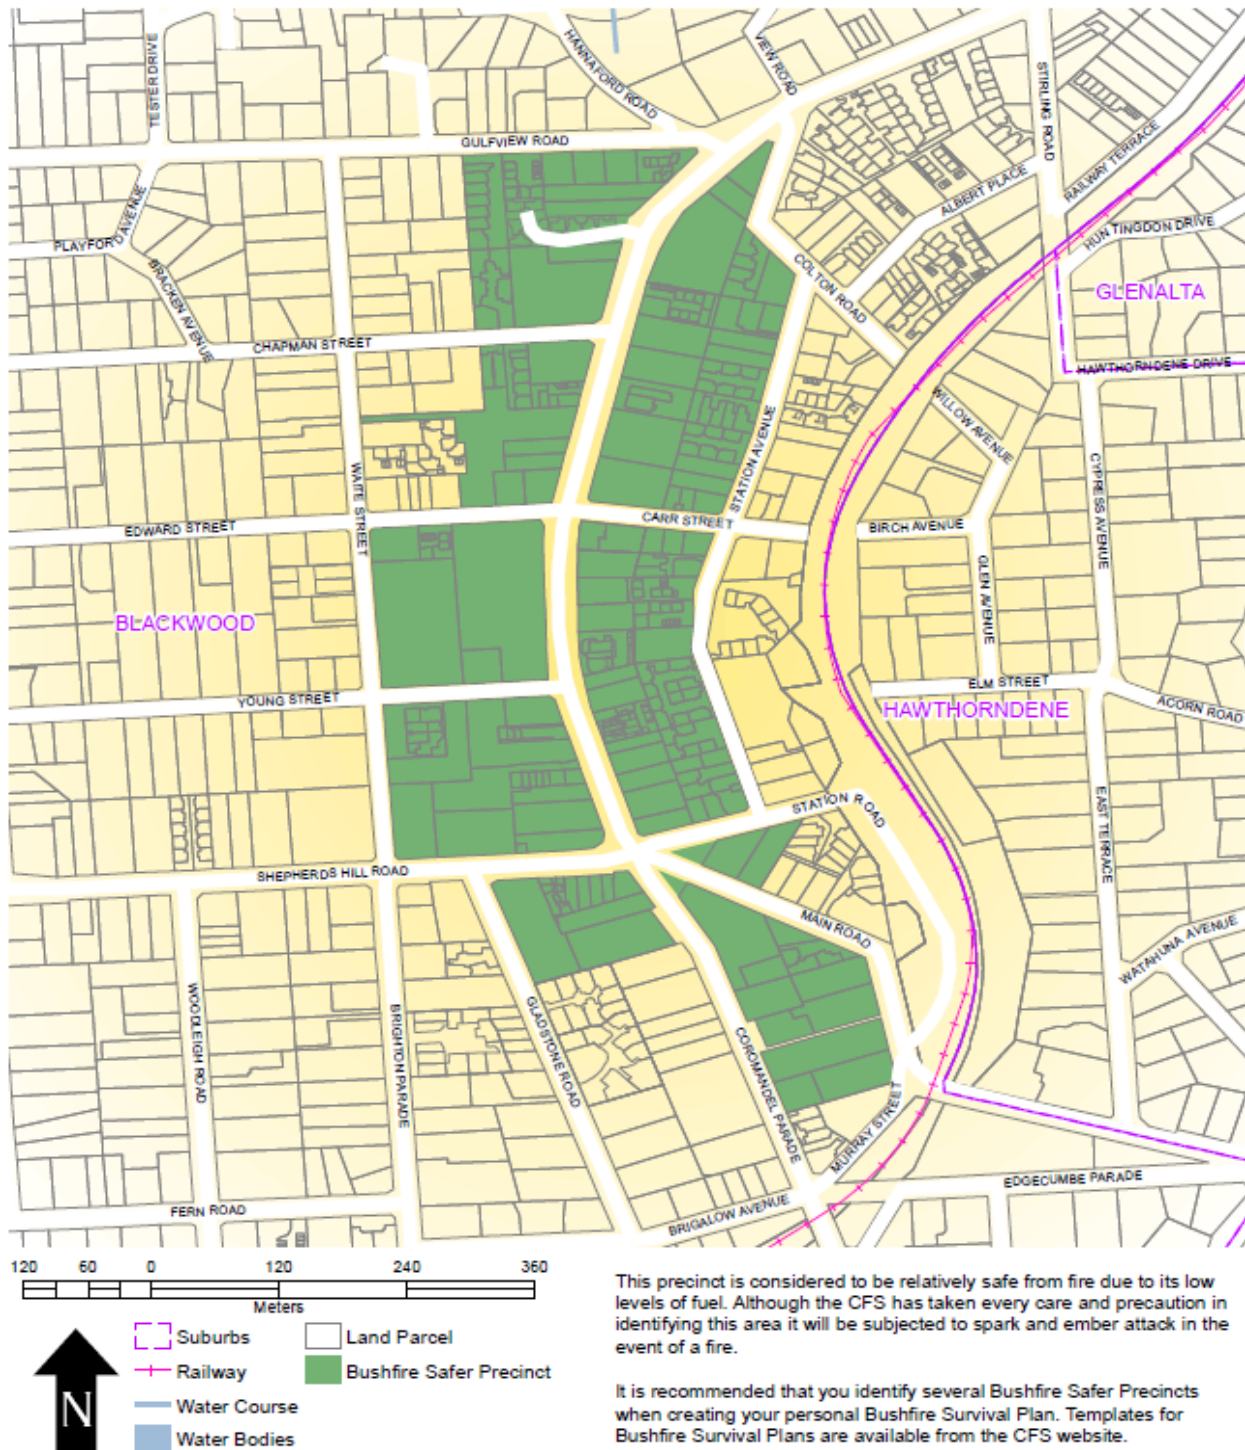 TESTER DRIVE
HANNAFORD ROAD
VIEW ROAD
STIRLING ROAD
RAILWAY TERRACE
GULFVIEW ROAD
ALBERT PLACE
HUNTINGDON DRIVE
PLAYFORD AVENUE
BRACKEN AVENUE
COLTON ROAD
GLENALTA
CHAPMAN STREET
HAWTHORNDENE DRIVE
WILLOW AVENUE
STATION AVENUE
CYPRESS AVENUE
WAITE STREET
EDWARD STREET
CARR STREET
BIRCH AVENUE
GLEN AVENUE
BLACKWOOD
YOUNG STREET
ELM STREET
HAWTHORNDENE
ACORN ROAD
STATION ROAD
EAST TERRACE
SHEPHERDS HILL ROAD
MAIN ROAD
WATAHUNA AVENUE
WOODLEIGH ROAD
BRIGHTON PARADE
GLADSTONE ROAD
COROMANDEL PARADE
MURRAY STREET
EDGECUMBE PARADE
FERN ROAD
BRIGALOW AVENUE
120 60 0 120 240 360
Meters
N
Suburbs
Land Parcel
Railway
Bushfire Safer Precinct
Water Course
Water Bodies
This precinct is considered to be relatively safe from fire due to its low
levels of fuel. Although the CFS has taken every care and precaution in
identifying this area it will be subjected to spark and ember attack in the
event of a fire.
It is recommended that you identify several Bushfire Safer Precincts
when creating your personal Bushfire Survival Plan. Templates for
Bushfire Survival Plans are available from the CFS website.